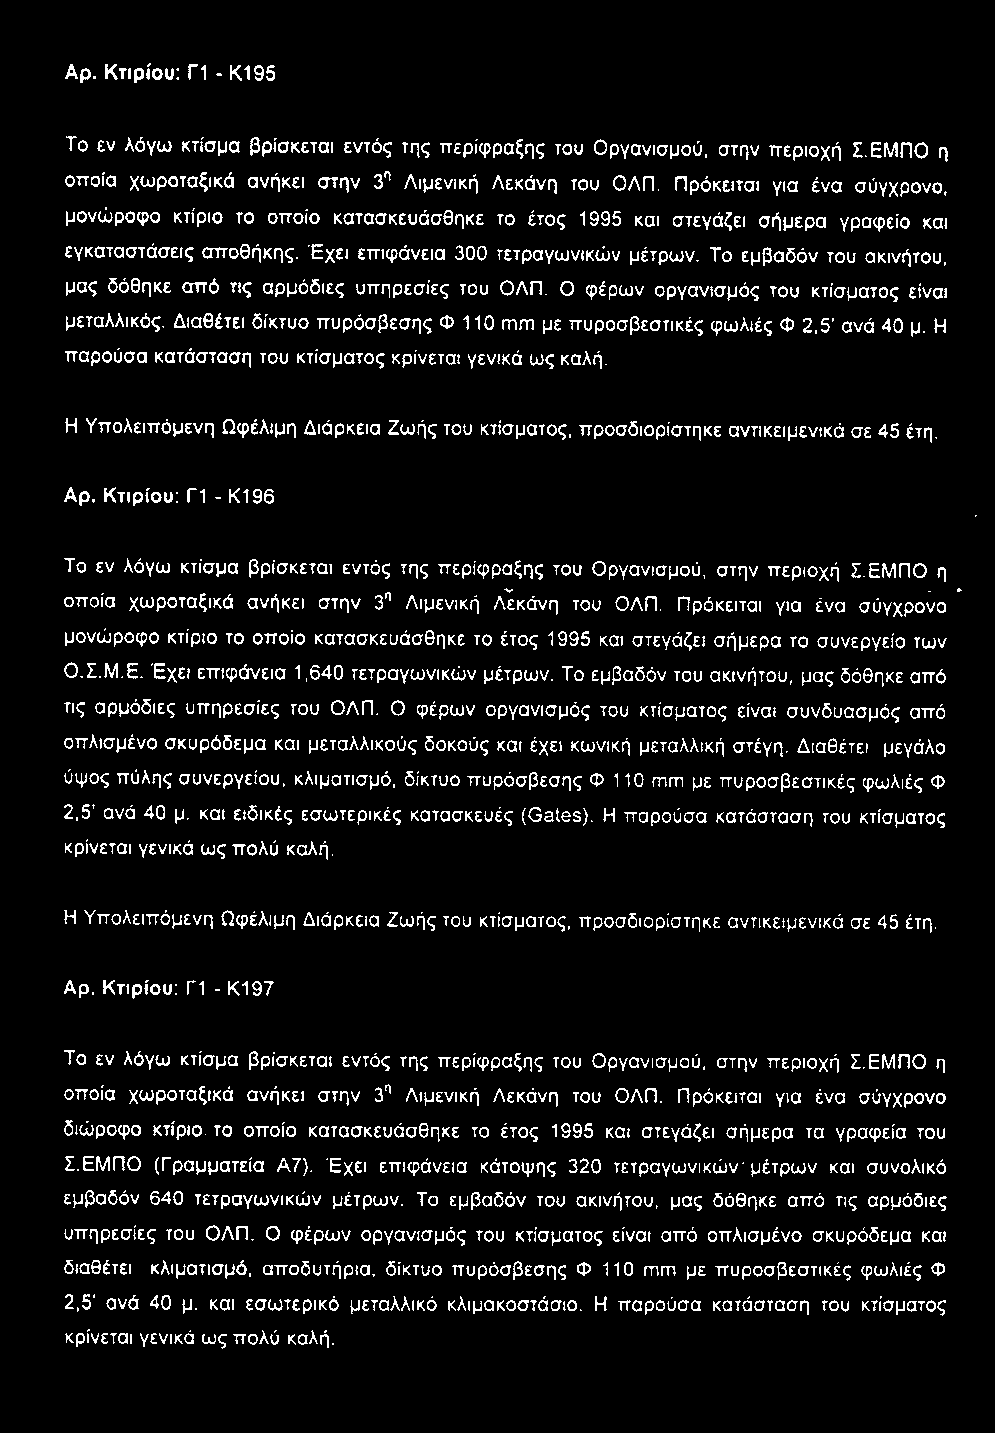 Αρ. Κτιρίου: Γ1 - Κ195
Το εν λόγω κτίσμα βρίσκεται εντός της περίφραξης του Οργανισμού, στην περιοχή Σ.ΕΜΠΟ η
οποία χωροταξικά ανήκει στην 3η Λιμενική Λεκάνη του ΟΛΠ. Πρόκειται για ένα σύγχρονο,
μονώροφο κτίριο το οποίο κατασκευάσθηκε το έτος 1995 και στεγάζει σήμερα γραφείο και
εγκαταστάσεις αποθήκης. Έχει επιφάνεια 300 τετραγωνικών μέτρων. Το εμβαδόν του ακινήτου,
μας δόθηκε από τις αρμόδιες υπηρεσίες του ΟΛΠ. Ο φέρων οργανισμός του κτίσματος είναι
μεταλλικός. Διαθέτει δίκτυο πυρόσβεσης Φ 110 mm με πυροσβεστικές φωλιές Φ 2,5' ανά 40 μ. Η
παρούσα κατάσταση του κτίσματος κρίνεται γενικά ως καλή.
Η Υπολειπόμενη Ωφέλιμη Διάρκεια Ζωής του κτίσματος, προσδιορίστηκε αντικειμενικά σε 45 έτη.
Αρ. Κτιρίου: Γ1 - Κ196
Το εν λόγω κτίσμα βρίσκεται εντός της περίφραξης του Οργανισμού, στην περιοχή Σ.ΕΜΠΟ η
οποία χωροταξικά ανήκει στην 3η Λιμενική Λεκάνη του ΟΛΠ. Πρόκειται για ένα σύγχρονο
μονώροφο κτίριο το οποίο κατασκευάσθηκε το έτος 1995 και στεγάζει σήμερα το συνεργείο των
Ο.Σ.Μ.Ε. Έχει επιφάνεια 1,640 τετραγωνικών μέτρων. Το εμβαδόν του ακινήτου, μας δόθηκε από
τις αρμόδιες υπηρεσίες του ΟΛΠ. Ο φέρων οργανισμός του κτίσματος είναι συνδυασμός από
οπλισμένο σκυρόδεμα και μεταλλικούς δοκούς και έχει κωνική μεταλλική στέγη. Διαθέτει μεγάλο
ύψος πύλης συνεργείου, κλιματισμό, δίκτυο πυρόσβεσης Φ 110 mm με πυροσβεστικές φωλιές Φ
2,5' ανά 40 μ. και ειδικές εσωτερικές κατασκευές (Gates). Η παρούσα κατάσταση του κτίσματος
κρίνεται γενικά ως πολύ καλή.
Η Υπολειπόμενη Ωφέλιμη Διάρκεια Ζωής του κτίσματος, προσδιορίστηκε αντικειμενικά σε 45 έτη.
Αρ. Κτιρίου: Γ1 - Κ197
Το εν λόγω κτίσμα βρίσκεται εντός της περίφραξης του Οργανισμού, στην περιοχή Σ.ΕΜΠΟ η
οποία χωροταξικά ανήκει στην 3η Λιμενική Λεκάνη του ΟΛΠ. Πρόκειται για ένα σύγχρονο
διώροφο κτίριο το οποίο κατασκευάσθηκε το έτος 1995 και στεγάζει σήμερα τα γραφεία του
Σ.ΕΜΠΟ (Γραμματεία Α7). Έχει επιφάνεια κάτοψης 320 τετραγωνικών μέτρων και συνολικό
εμβαδόν 640 τετραγωνικών μέτρων. Το εμβαδόν του ακινήτου, μας δόθηκε από τις αρμόδιες
υπηρεσίες του ΟΛΠ. Ο φέρων οργανισμός του κτίσματος είναι από οπλισμένο σκυρόδεμα και
διαθέτει κλιματισμό, αποδυτήρια, δίκτυο πυρόσβεσης Φ 110 mm με πυροσβεστικές φωλιές Φ
2,5' ανά 40 μ. και εσωτερικό μεταλλικό κλιμακοστάσιο. Η παρούσα κατάσταση του κτίσματος
κρίνεται γενικά ως πολύ καλή.